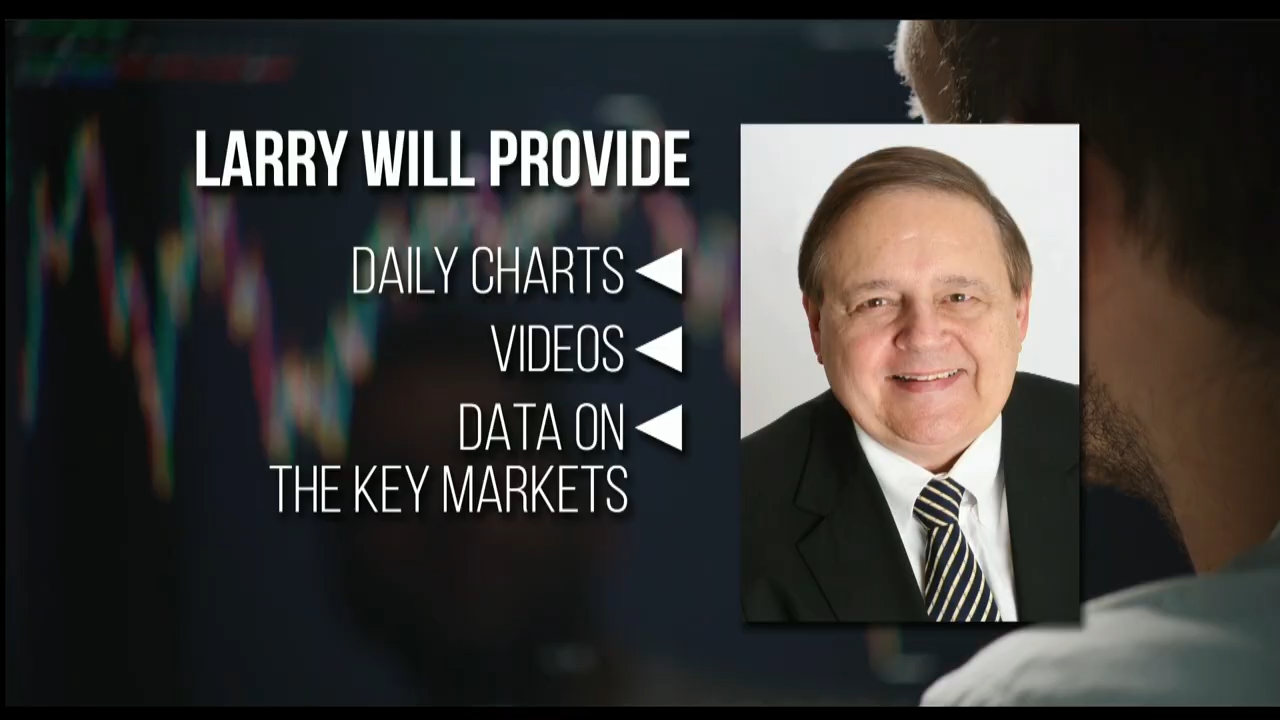 LARRY WILL PROVIDE
DAILY CHARTS
VIDEOS
DATA ON
THE KEY MARKETS